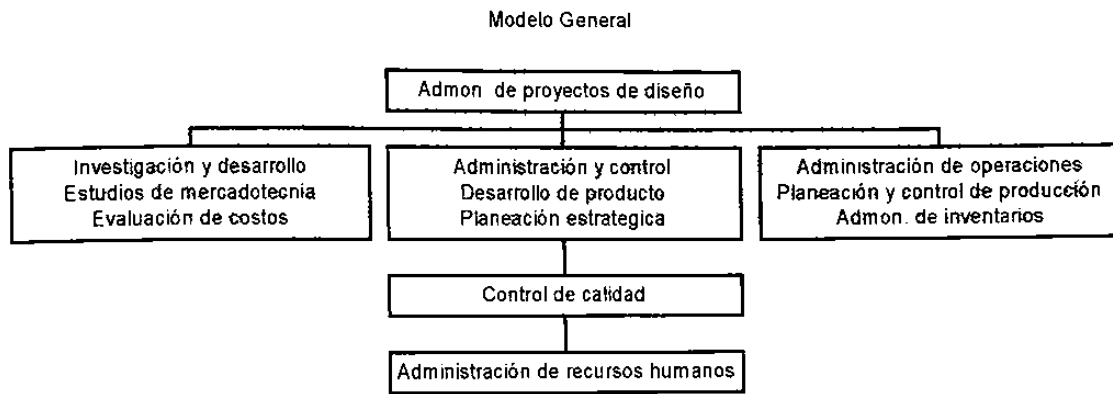 Modelo General
Admon de proyectos de diseño
Investigación y desarrollo
Estudios de mercadotecnia
Evaluación de costos
Administración y control
Desarrollo de producto
Planeación estrategica
Administración de operaciones
Planeación y control de producción
Admon. de inventarios
Control de calidad
Administración de recursos humanos